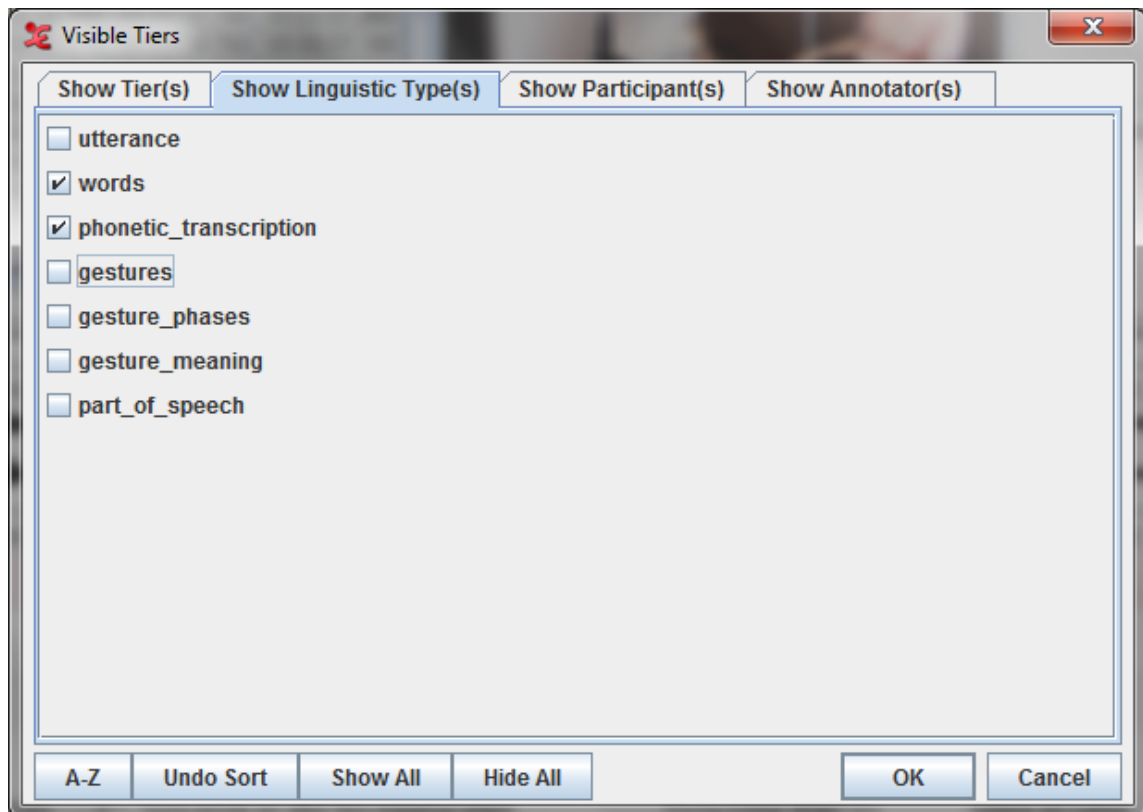 Visible Tiers
Show Tier(s) Show Linguistic Type(s) Show Participant(s) Show Annotator(s)
utterance
words
phonetic_transcription
gestures
gesture_phases
gesture_meaning
part_of_speech
A-Z Undo Sort Show All Hide All OK Cancel